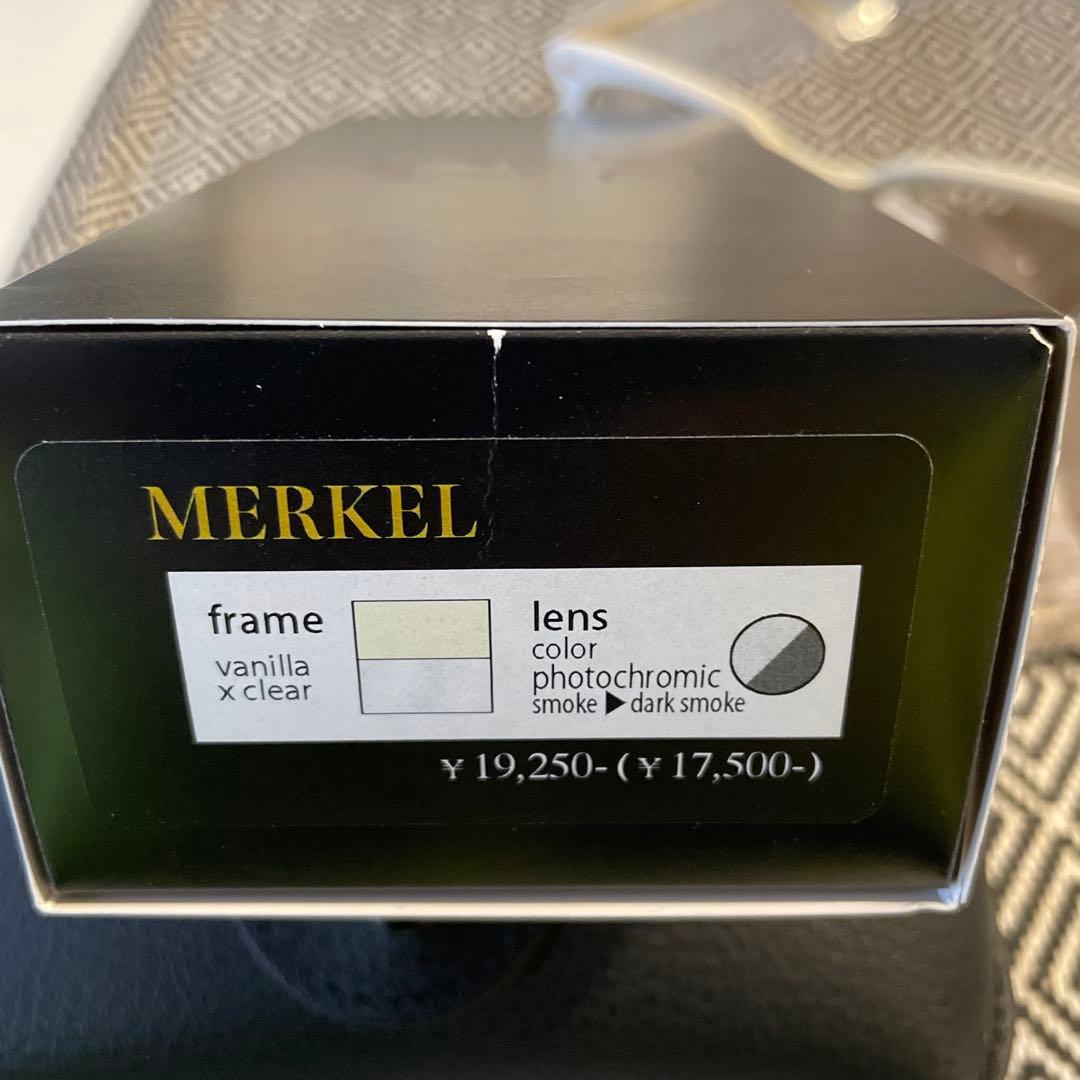 MERKEL
frame
vanilla
x clear
lens
color
photochromic
smoke ▶ dark smoke
¥ 19,250- ( ¥ 17,500-)